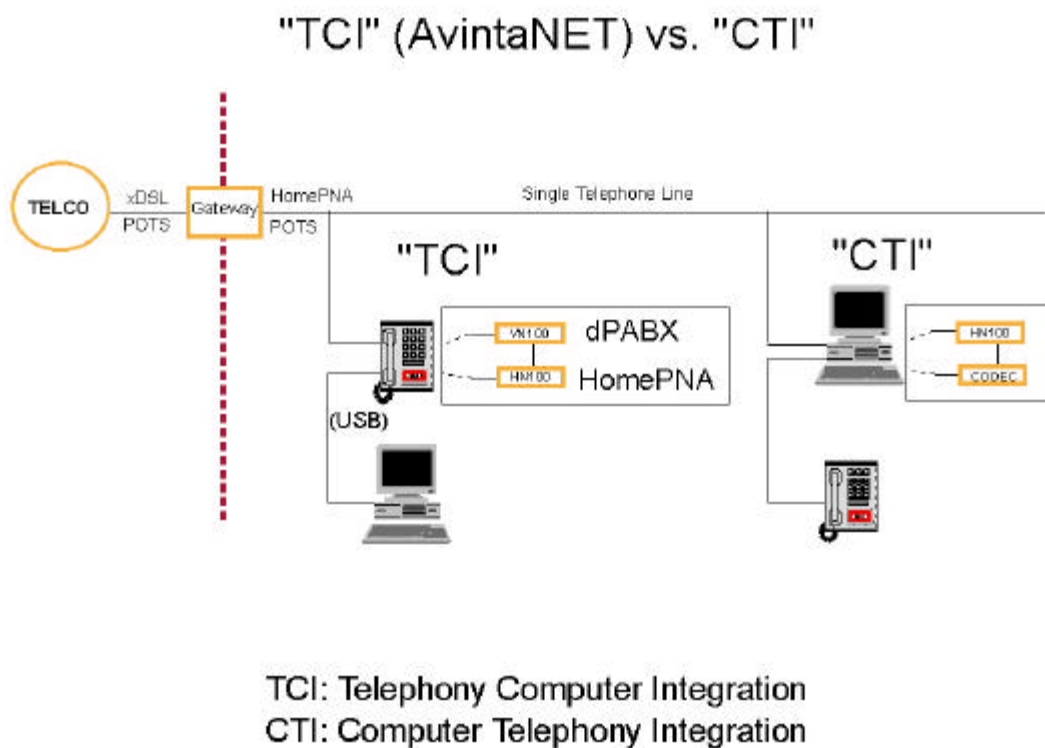 "TCI" (AvintaNET) vs. "CTI"
TELCO
xDSL
POTS
Gateway
HomePNA
POTS
Single Telephone Line
"TCI"
"CTI"
VN100
dPABX
HN100
HomePNA
HN100
CODEC
(USB)
TCI: Telephony Computer Integration
CTI: Computer Telephony Integration